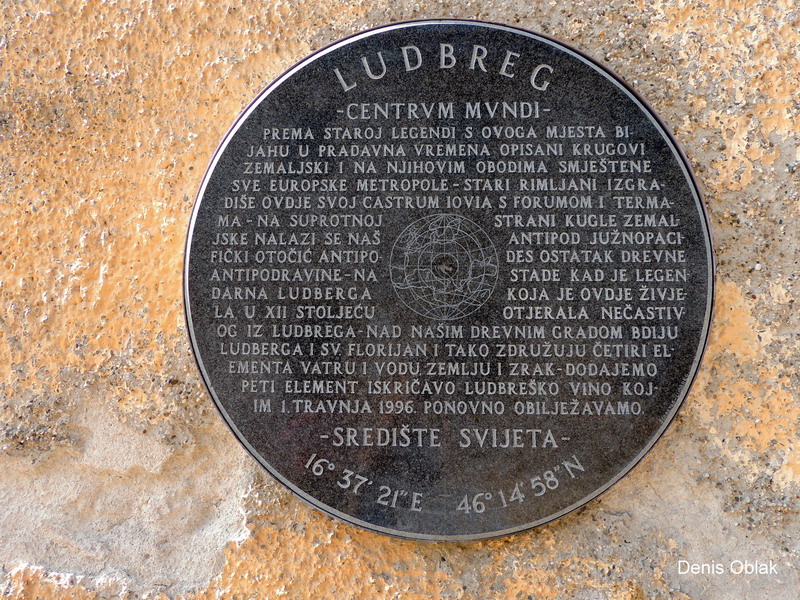 LUDBREG
-CENTRVM MVNDI-
PREMA STAROJ LEGENDI S OVOGA MJESTA BI-
JAHU U PRADAVNA VREMENA OPISANI KRUGOVI
ZEMALJSKI I NA NJIHOVIM OBODIMA SMJEŠTENE
SVE EUROPSKE METROPOLE - STARI RIMLJANI IZGRA-
DIŠE OVDJE SVOJ CASTRUM IOVIA S FORUMOM I TERMA-
MA - NA SUPROTNOJ STRANI KUGLE ZEMAL-
JSKE NALAZI SE NAŠ ANTIPOD JUŽNOPACI-
FIČKI OTOČIĆ ANTIPO DES OSTATAK DREVNE
ANTIPODRAVINE - NA STADE KAD JE LEGEN-
DARNA LUDBERGA KOJA JE OVDJE ŽIVJE-
LA U XII STOLJEĆU OTJERALA NEČASTIV-
OG IZ LUDBREGA - NAD NAŠIM DREVNIM GRADOM BDIJU
LUDBERGA I SV. FLORIJAN I TAKO ZDRUŽUJU ČETIRI EL-
EMENTA VATRU I VODU, ZEMLJU I ZRAK - DODAJEMO
PETI ELEMENT ISKRIČAVO LUDBREŠKO VINO KOJ-
IM 1. TRAVNJA 1996. PONOVNO OBILJEŽAVAMO.
-SREDIŠTE SVIJETA-
16° 37' 21" E 46° 14' 58" N
Denis Oblak